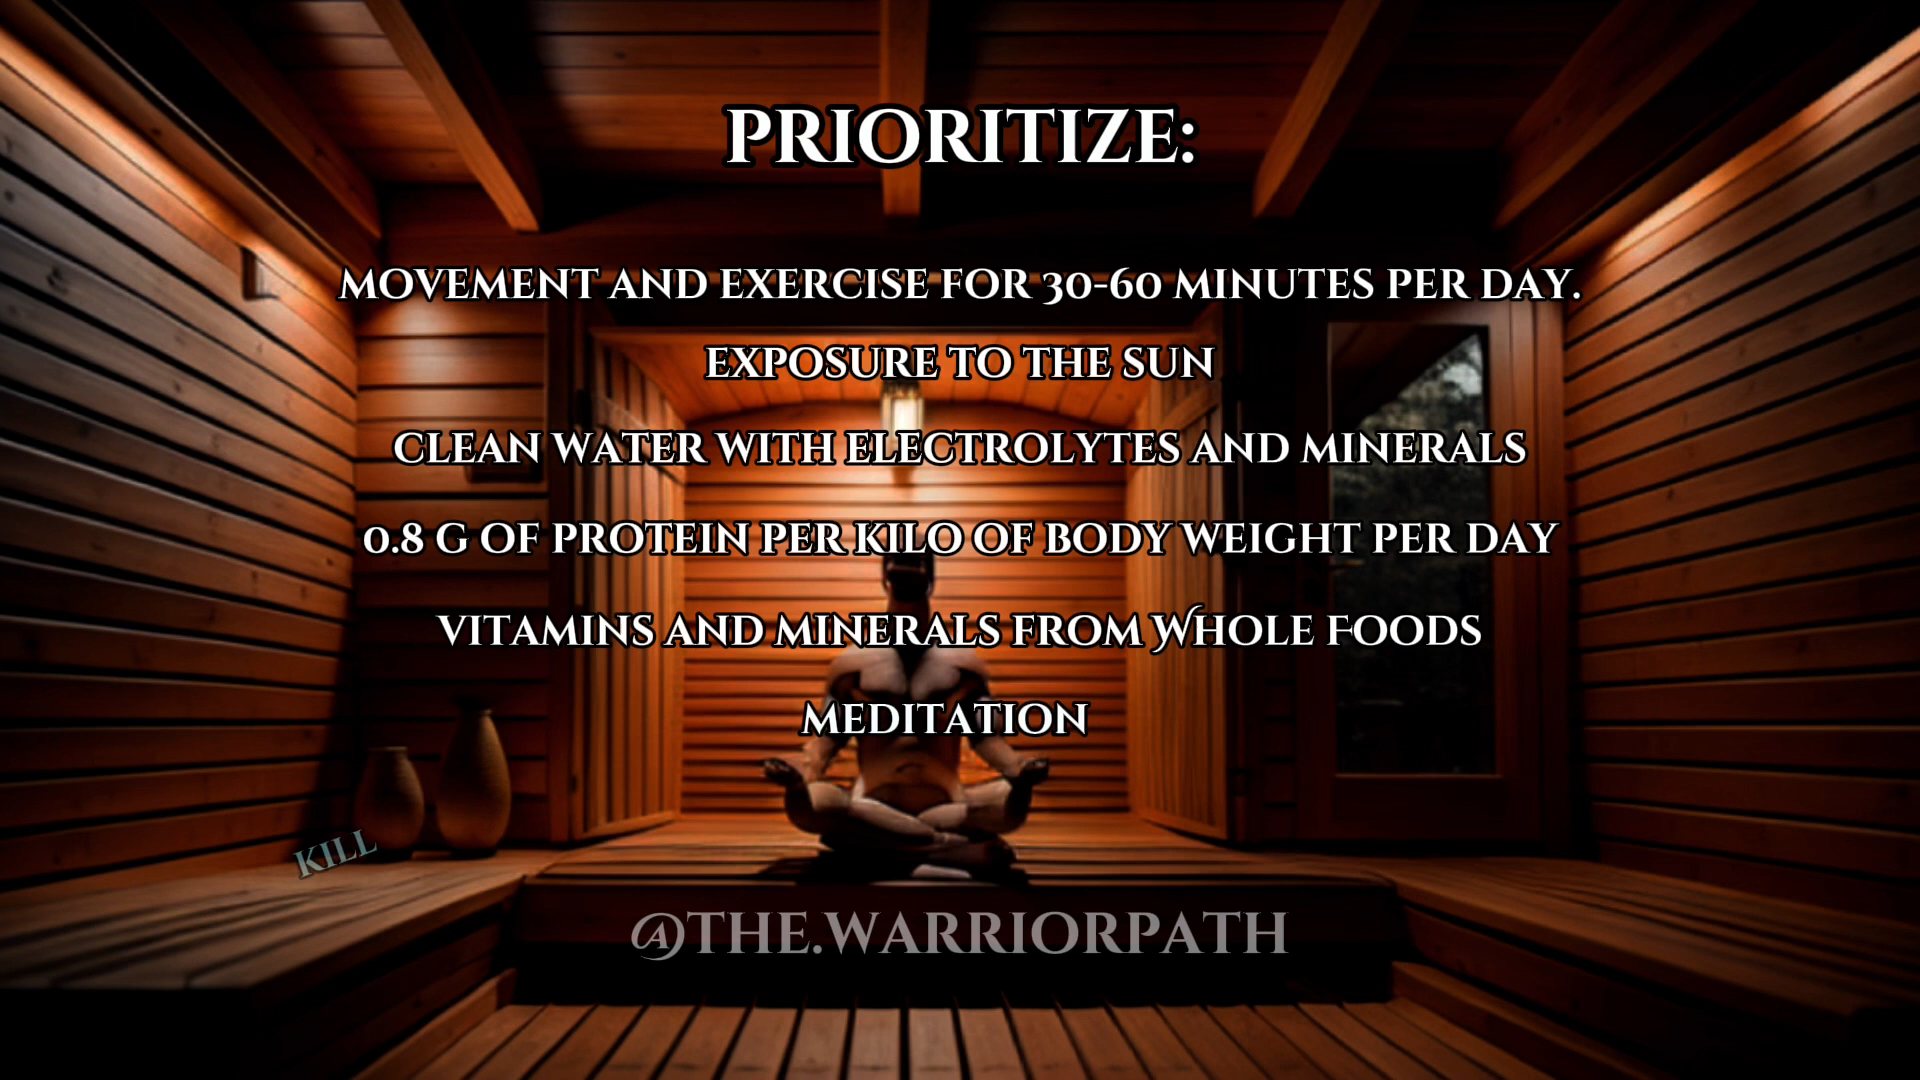 PRIORITIZE:
MOVEMENT AND EXERCISE FOR 30-60 MINUTES PER DAY.
EXPOSURE TO THE SUN
CLEAN WATER WITH ELECTROLYTES AND MINERALS
0.8 G OF PROTEIN PER KILO OF BODY WEIGHT PER DAY
VITAMINS AND MINERALS FROM WHOLE FOODS
MEDITATION
KILL
@THE.WARRIORPATH